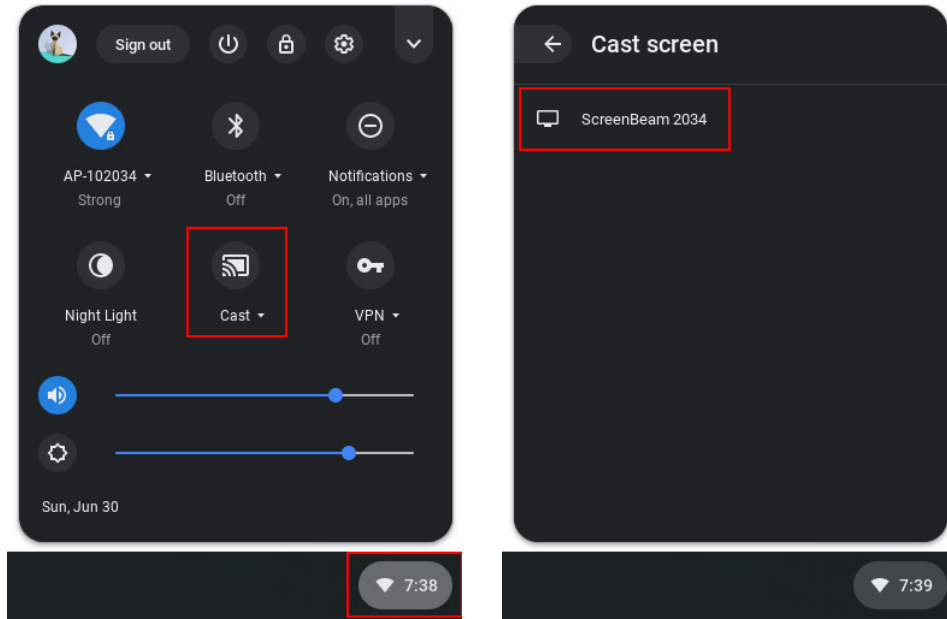 Sign out
AP-102034
Strong
Bluetooth
Off
Notifications
On, all apps
Night Light
Off
Cast
VPN
Off
Sun, Jun 30
7:38
Cast screen
ScreenBeam 2034
7:39